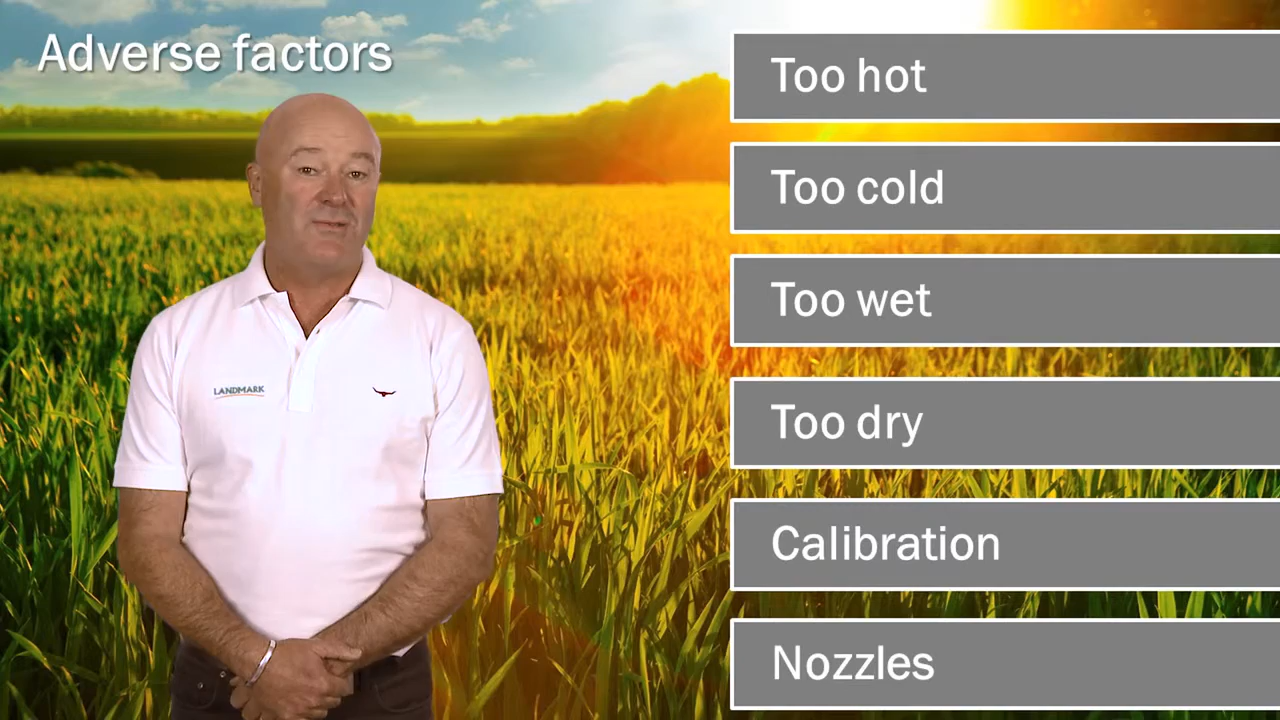 Adverse factors
Too hot
Too cold
Too wet
Too dry
Calibration
Nozzles
LANDMARK